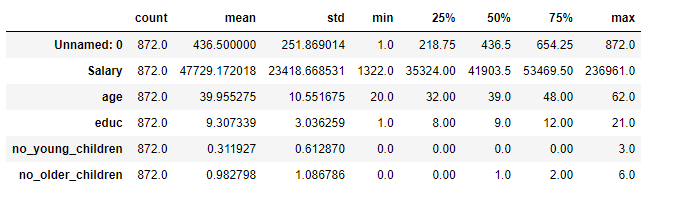 count mean std min 25% 50% 75% max
Unnamed: 0 872.0 436.500000 251.869014 1.0 218.75 436.5 654.25 872.0
Salary 872.0 47729.172018 23418.668531 1322.0 35324.00 41903.5 53469.50 236961.0
age 872.0 39.955275 10.551675 20.0 32.00 39.0 48.00 62.0
educ 872.0 9.307339 3.036259 1.0 8.00 9.0 12.00 21.0
no_young_children 872.0 0.311927 0.612870 0.0 0.00 0.0 0.00 3.0
no_older_children 872.0 0.982798 1.086786 0.0 0.00 1.0 2.00 6.0